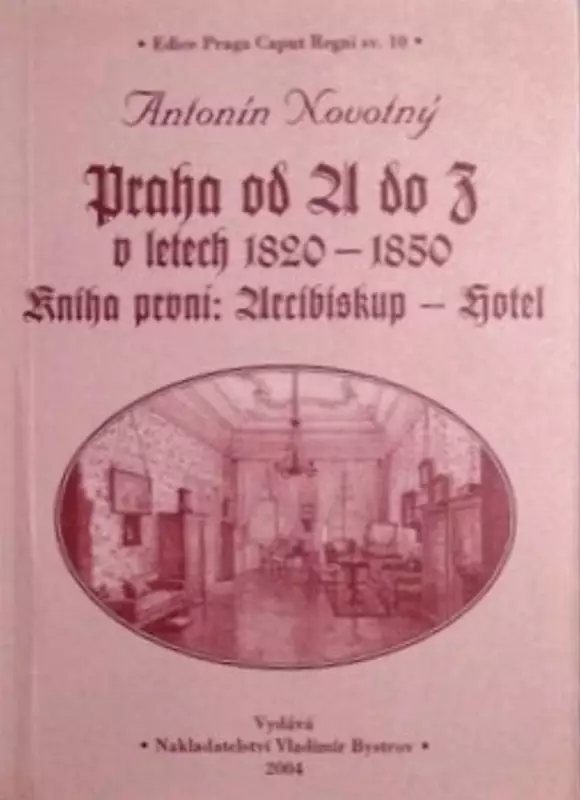 • Edice Praga Caput Regni sv. 10 •
Antonín Novotný
Praha od A do Z
v letech 1820 – 1850
Kniha první: Arcibiskup – Hotel
Vydává
• Nakladatelství Vladimír Bystrov •
2004